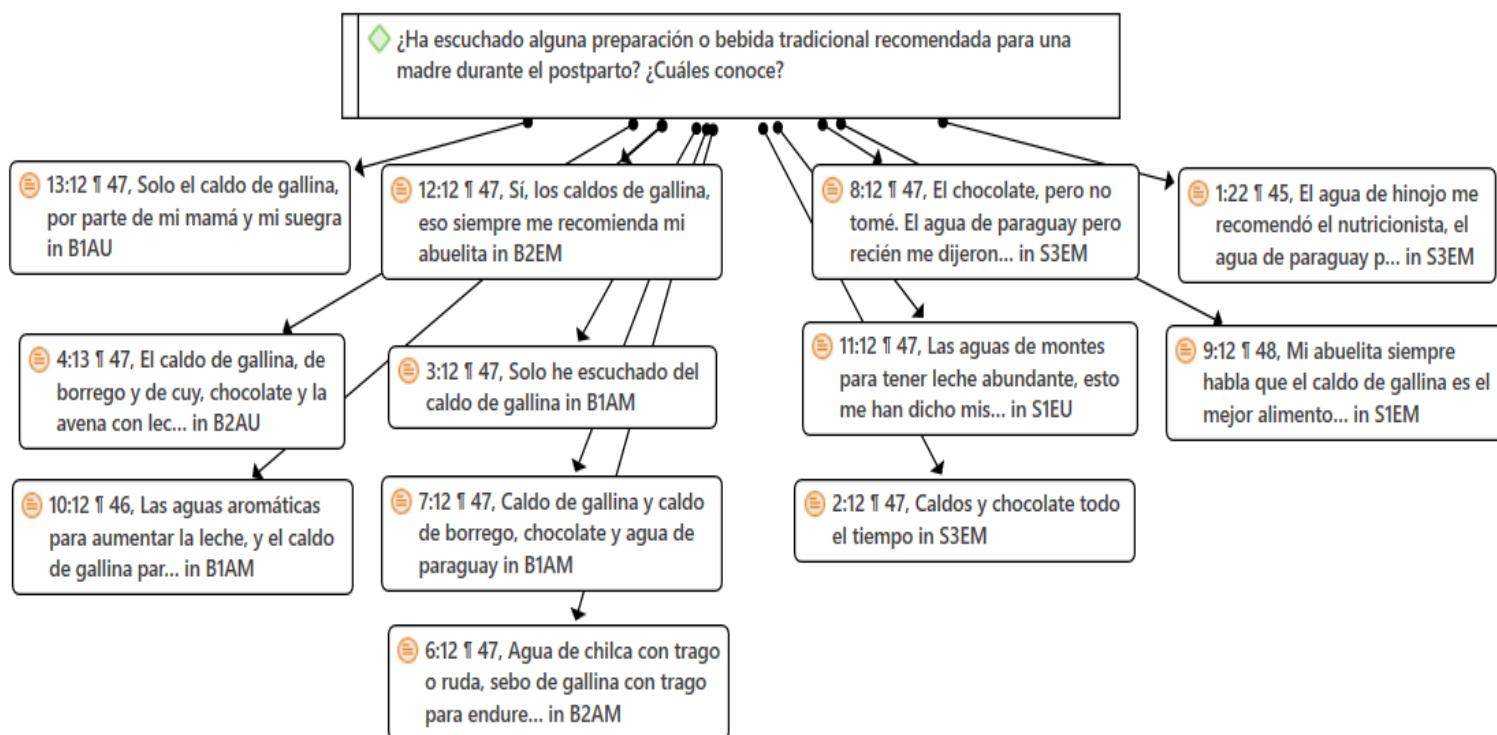 ¿Ha escuchado alguna preparación o bebida tradicional recomendada para una
madre durante el postparto? ¿Cuáles conoce?
13:12 ¶ 47, Solo el caldo de gallina,
por parte de mi mamá y mi suegra
in B1AU
12:12 ¶ 47, Sí, los caldos de gallina,
eso siempre me recomienda mi
abuelita in B2EM
8:12 ¶ 47, El chocolate, pero no
tomé. El agua de paraguay pero
recién me dijeron... in S3EM
1:22 ¶ 45, El agua de hinojo me
recomendó el nutricionista, el
agua de paraguay p... in S3EM
4:13 ¶ 47, El caldo de gallina, de
borrego y de cuy, chocolate y la
avena con lec... in B2AU
3:12 ¶ 47, Solo he escuchado del
caldo de gallina in B1AM
11:12 ¶ 47, Las aguas de montes
para tener leche abundante, esto
me han dicho mis... in S1EU
9:12 ¶ 48, Mi abuelita siempre
habla que el caldo de gallina es el
mejor alimento... in S1EM
10:12 ¶ 46, Las aguas aromáticas
para aumentar la leche, y el caldo
de gallina par... in B1AM
7:12 ¶ 47, Caldo de gallina y caldo
de borrego, chocolate y agua de
paraguay in B1AM
2:12 ¶ 47, Caldos y chocolate todo
el tiempo in S3EM
6:12 ¶ 47, Agua de chilca con trago
o ruda, sebo de gallina con trago
para endure... in B2AM